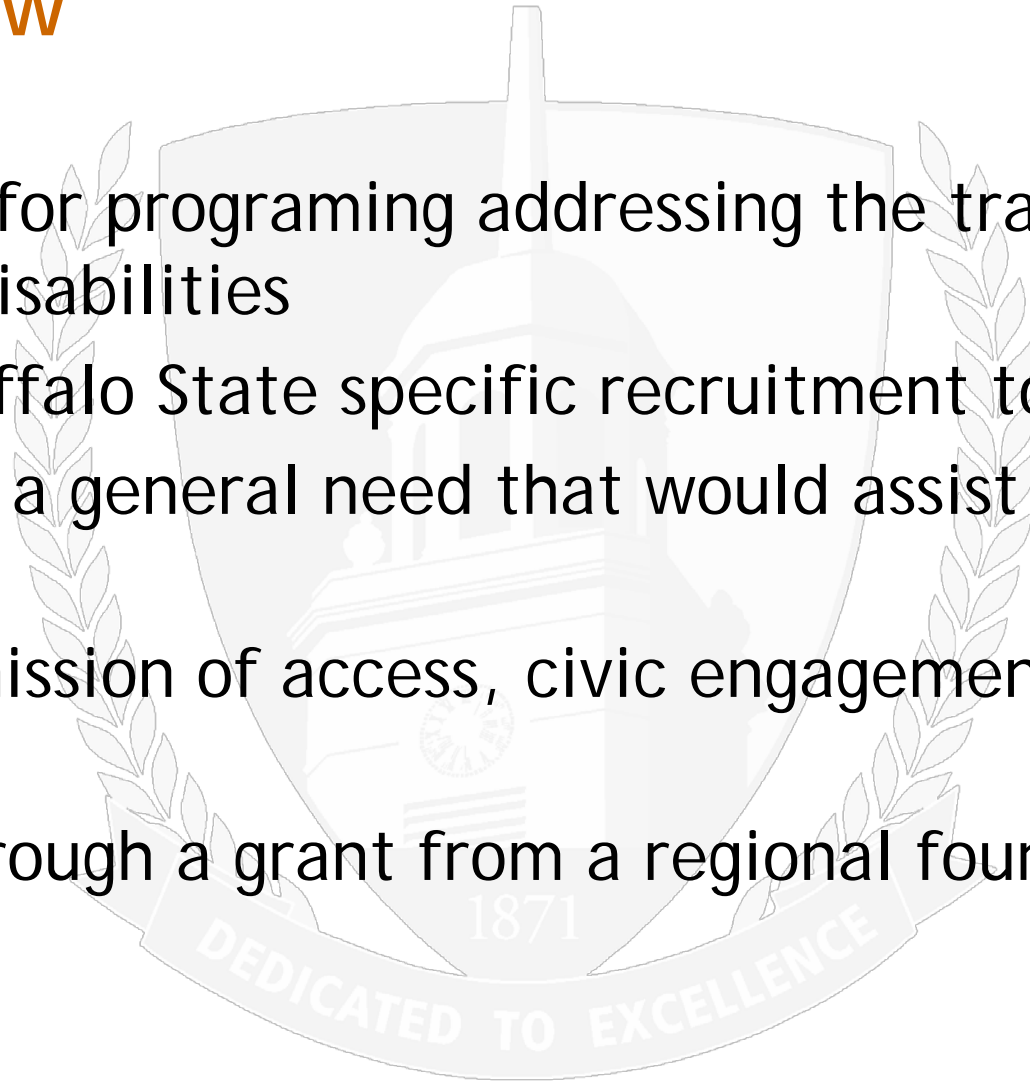 w
for programing addressing the tra
isabilities
ffalo State specific recruitment to
a general need that would assist
ission of access, civic engagemen
rough a grant from a regional four
1871
DEDICATED TO EXCELLENCE